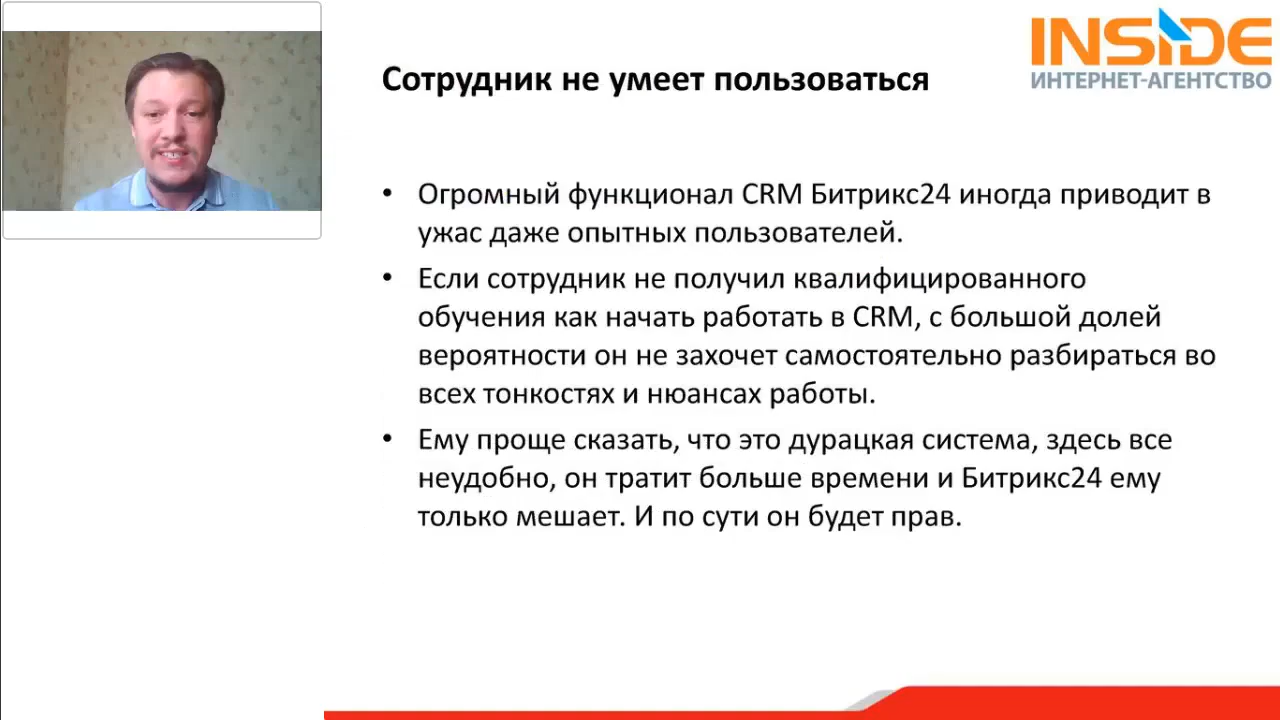 INSIDE
ИНТЕРНЕТ-АГЕНТСТВО
Сотрудник не умеет пользоваться
• Огромный функционал CRM Битрикс24 иногда приводит в
ужас даже опытных пользователей.
• Если сотрудник не получил квалифицированного
обучения как начать работать в CRM, с большой долей
вероятности он не захочет самостоятельно разбираться во
всех тонкостях и нюансах работы.
• Ему проще сказать, что это дурацкая система, здесь все
неудобно, он тратит больше времени и Битрикс24 ему
только мешает. И по сути он будет прав.